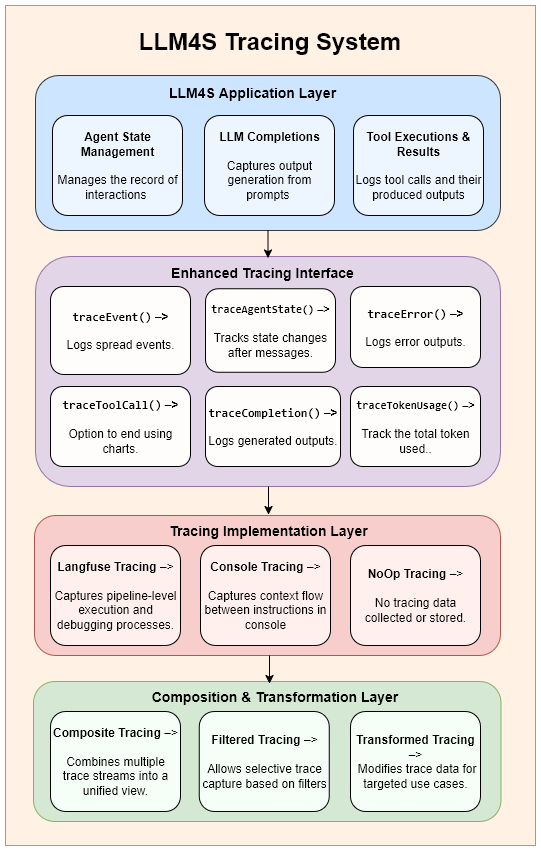 LLM4S Tracing System
LLM4S Application Layer
Agent State
Management
Manages the record of
interactions
LLM Completions
Captures output
generation from
prompts
Tool Executions &
Results
Logs tool calls and their
produced outputs
Enhanced Tracing Interface
traceEvent() –>
Logs spread events.
traceAgentState() –>
Tracks state changes
after messages.
traceError() –>
Logs error outputs.
traceToolCall() –>
Option to end using
charts.
traceCompletion() –>
Logs generated outputs.
traceTokenUsage() –>
Track the total token
used..
Tracing Implementation Layer
Langfuse Tracing –>
Captures pipeline-level
execution and
debugging processes.
Console Tracing –>
Captures context flow
between instructions in
console
NoOp Tracing –>
No tracing data
collected or stored.
Composition & Transformation Layer
Composite Tracing –>
Combines multiple
trace streams into a
unified view.
Filtered Tracing –>
Allows selective trace
capture based on filters
Transformed Tracing
–>
Modifies trace data for
targeted use cases.